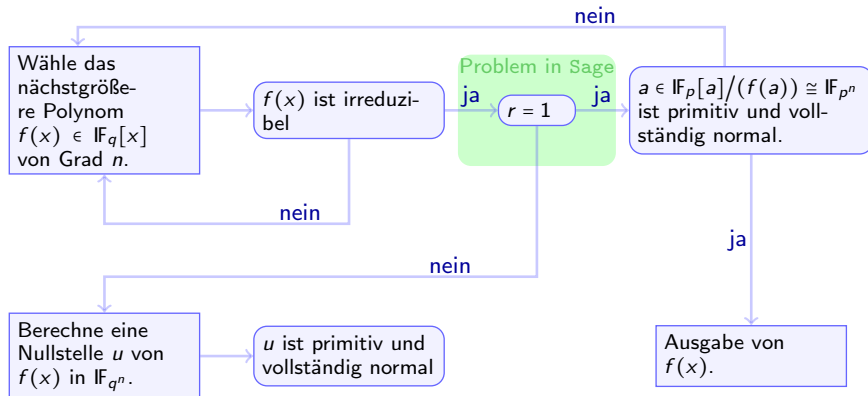 nein
Wähle das
nächstgröße-
re Polynom
f(x) ∈ 𝔽_q[x]
von Grad n.
f(x) ist irreduzi-
bel
ja
Problem in Sage
r = 1
ja
a ∈ 𝔽_p[a]/(f(a)) ≅ 𝔽_{p^n}
ist primitiv und voll-
ständig normal.
nein
nein
ja
Berechne eine
Nullstelle u von
f(x) in 𝔽_{q^n}.
u ist primitiv und
vollständig normal
Ausgabe von
f(x).